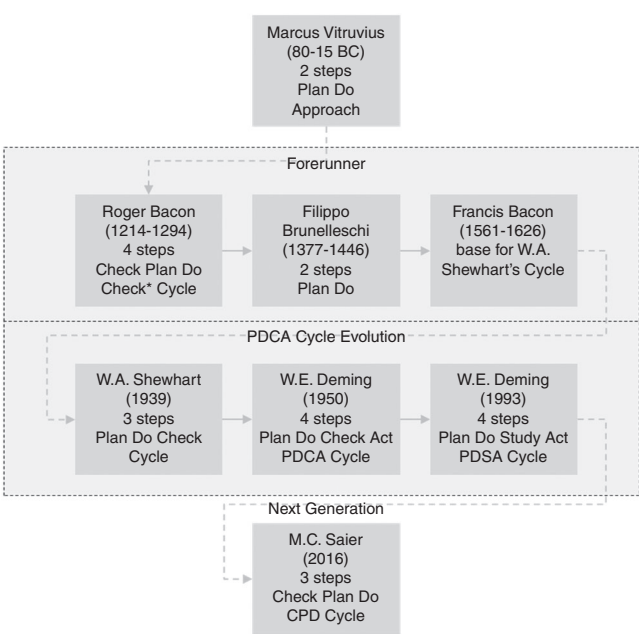 Marcus Vitruvius
(80-15 BC)
2 steps
Plan Do
Approach
Forerunner
Roger Bacon
(1214-1294)
4 steps
Check Plan Do
Check* Cycle
Filippo
Brunelleschi
(1377-1446)
2 steps
Plan Do
Francis Bacon
(1561-1626)
base for W.A.
Shewhart's Cycle
PDCA Cycle Evolution
W.A. Shewhart
(1939)
3 steps
Plan Do Check
Cycle
W.E. Deming
(1950)
4 steps
Plan Do Check Act
PDCA Cycle
W.E. Deming
(1993)
4 steps
Plan Do Study Act
PDSA Cycle
Next Generation
M.C. Saier
(2016)
3 steps
Check Plan Do
CPD Cycle